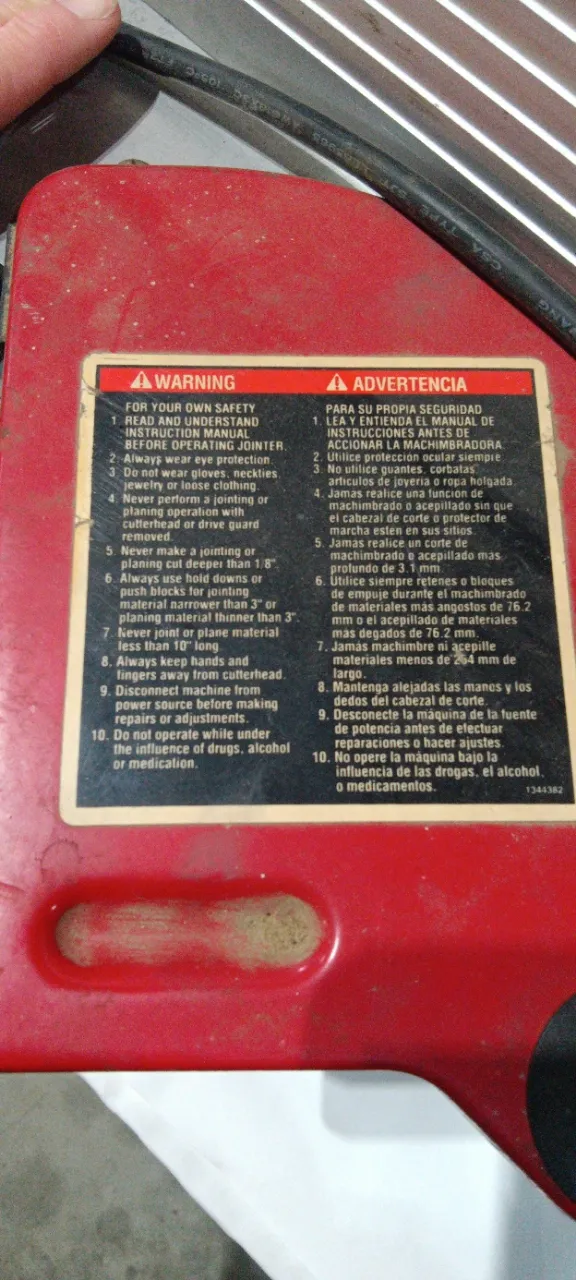 WARNING
FOR YOUR OWN SAFETY
1. READ AND UNDERSTAND
INSTRUCTION MANUAL
BEFORE OPERATING JOINTER.
2. Always wear eye protection.
3. Do not wear gloves, neckties,
jewelry or loose clothing.
4. Never perform a jointing or
planing operation with
cutterhead or drive guard
removed.
5. Never make a jointing or
planing cut deeper than 1/8".
6. Always use hold downs or
push blocks for jointing
material narrower than 3" or
planing material thinner than 3".
7. Never joint or plane material
less than 10" long.
8. Always keep hands and
fingers away from cutterhead.
9. Disconnect machine from
power source before making
repairs or adjustments.
10. Do not operate while under
the influence of drugs, alcohol
or medication.
ADVERTENCIA
PARA SU PROPIA SEGURIDAD
1. LEA Y ENTIENDA EL MANUAL DE
INSTRUCCIONES ANTES DE
ACCIONAR LA MACHIMBRADORA.
2. Utilice protección ocular siempre.
3. No utilice guantes, corbatas,
articulos de joyeria o ropa holgada.
4. Jamas realice una funcion de
machimbrado o acepillado sin que
el cabezal de corte o protector de
marcha esten en sus sitios.
5. Jamas realice un corte de
machimbrado o acepillado mas
profundo de 3.1 mm.
6. Utilice siempre retenes o bloques
de empuje durante el machimbrado
de materiales más angostos de 76.2
mm o el acepillado de materiales
más degados de 76.2 mm.
7. Jamás machimbre ni acepille
materiales menos de 254 mm de
largo.
8. Mantenga alejadas las manos y los
dedos del cabezal de corte.
9. Desconecte la máquina de la fuente
de potencia antes de efectuar
reparaciones o hacer ajustes.
10. No opere la máquina bajo la
influencia de las drogas, el alcohol,
o medicamentos.
1344382
CSA TYPE